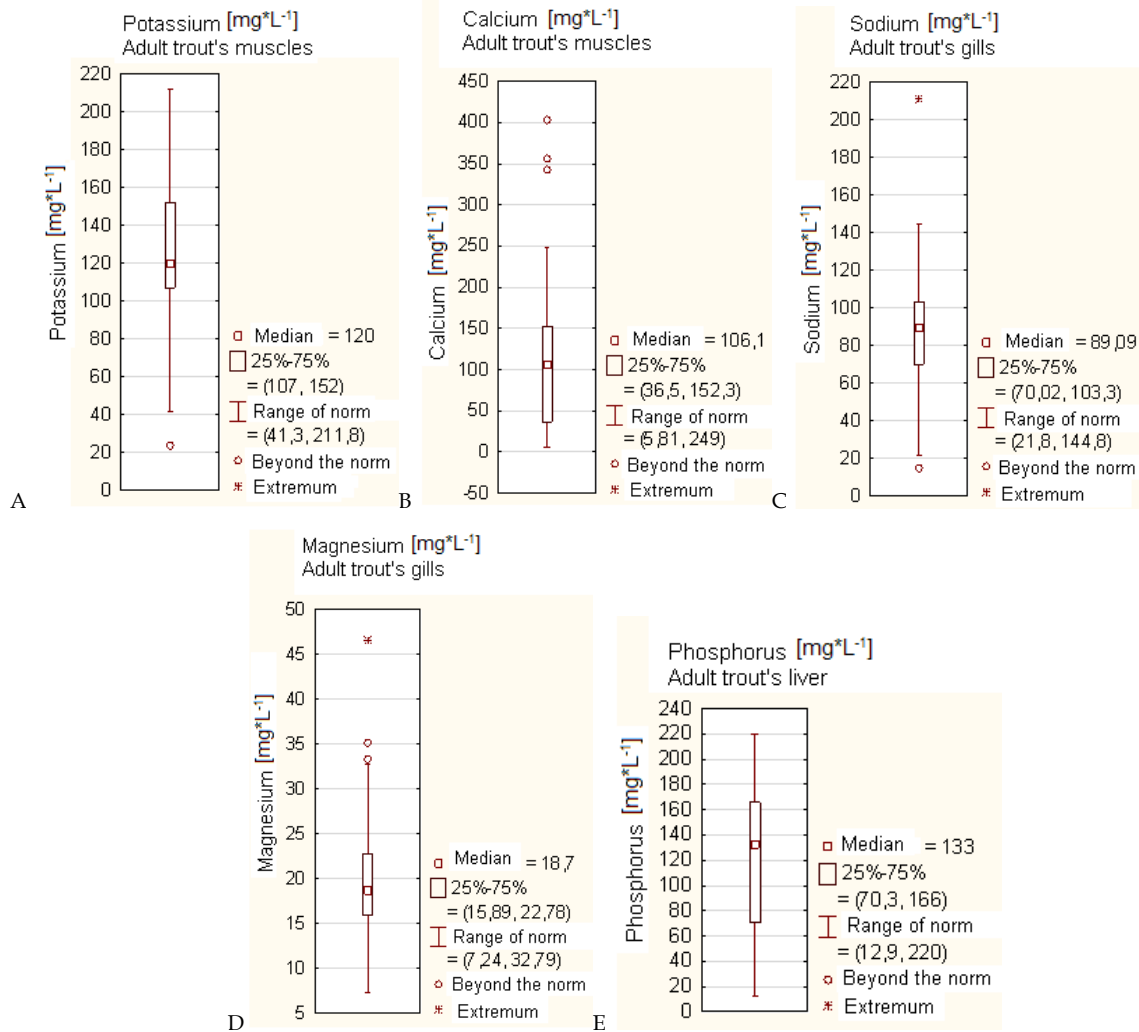 Potassium [mg*L-1]
Adult trout's muscles
220
200
180
160
140
120
100
80
60
40
20
0
Potassium [mg*L-1]
Median = 120
25%-75%
= (107, 152)
Range of norm
= (41,3, 211,8)
Beyond the norm
Extremum
A
Calcium [mg*L-1]
Adult trout's muscles
450
400
350
300
250
200
150
100
50
0
-50
Calcium [mg*L-1]
Median = 106,1
25%-75%
= (36,5, 152,3)
Range of norm
= (5,81, 249)
Beyond the norm
Extremum
B
Sodium [mg*L-1]
Adult trout's gills
220
200
180
160
140
120
100
80
60
40
20
0
Sodium [mg*L-1]
Median = 89,09
25%-75%
= (70,02, 103,3)
Range of norm
= (21,8, 144,8)
Beyond the norm
Extremum
C
Magnesium [mg*L-1]
Adult trout's gills
50
45
40
35
30
25
20
15
10
5
Magnesium [mg*L-1]
Median = 18,7
25%-75%
= (15,89, 22,78)
Range of norm
= (7,24, 32,79)
Beyond the norm
Extremum
D
Phosphorus [mg*L-1]
Adult trout's liver
240
220
200
180
160
140
120
100
80
60
40
20
0
Phosphorus [mg*L-1]
Median = 133
25%-75%
= (70,3, 166)
Range of norm
= (12,9, 220)
Beyond the norm
Extremum
E